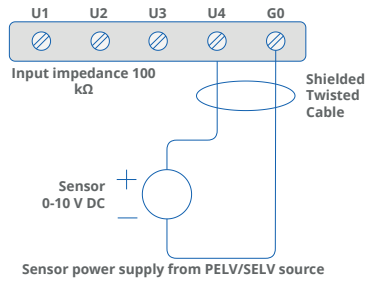 U1 U2 U3 U4 G0
Input impedance 100
kΩ
Shielded
Twisted
Cable
Sensor
0-10 V DC
Sensor power supply from PELV/SELV source